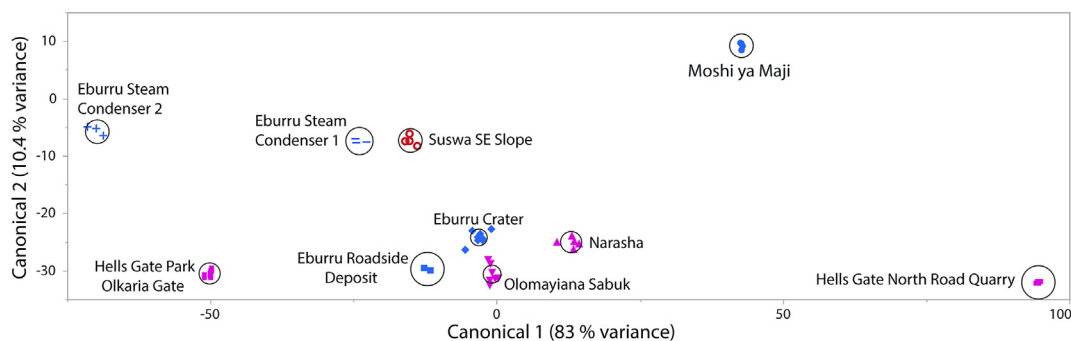 Canonical 2 (10.4 % variance)
10
0
-10
-20
-30
Eburru Steam
Condenser 2
Eburru Steam
Condenser 1
Suswa SE Slope
Moshi ya Maji
Eburru Crater
Narasha
Eburru Roadside
Deposit
Olomayiana Sabuk
Hells Gate Park
Olkaria Gate
Hells Gate North Road Quarry
-50
0
50
100
Canonical 1 (83 % variance)